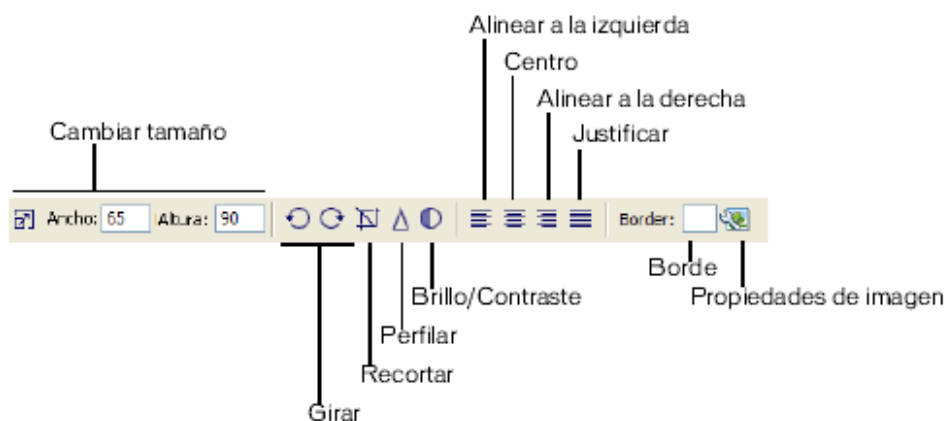 Alinear a la izquierda
Centro
Alinear a la derecha
Cambiar tamaño
Justificar
Ancho: 65 Altura: 90 Border:
Borde
Brillo/Contraste
Propiedades de imagen
Perfilar
Recortar
Girar